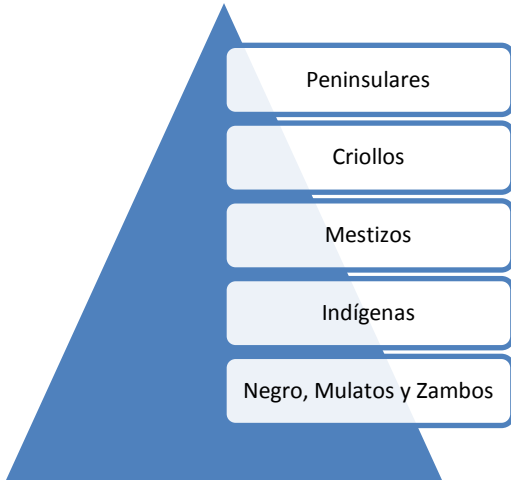 Peninsulares
Criollos
Mestizos
Indígenas
Negro, Mulatos y Zambos